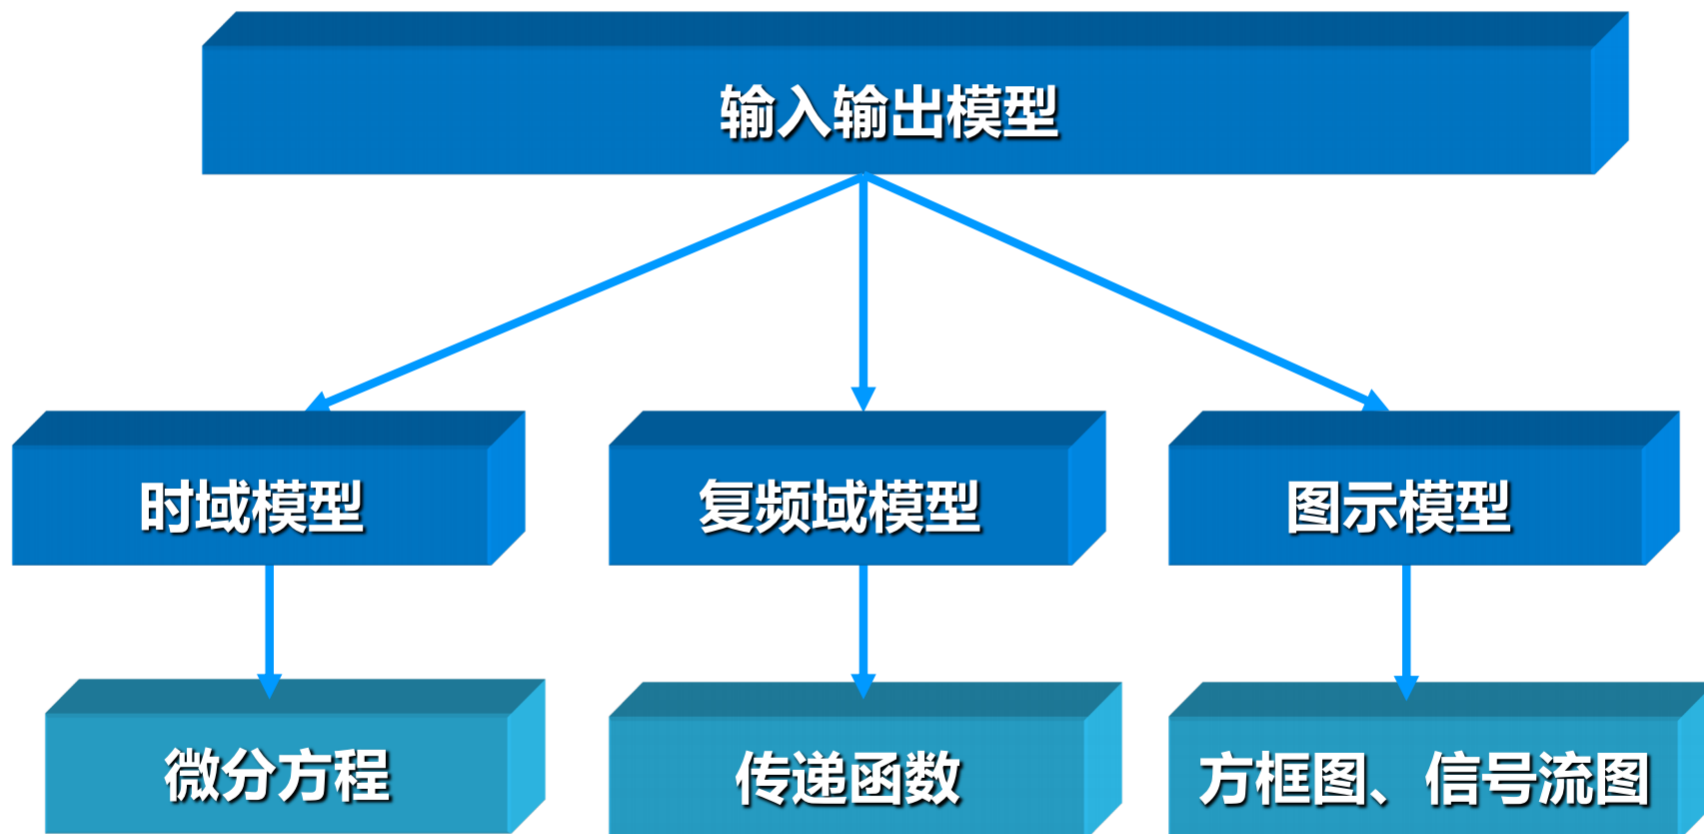 输入输出模型
时域模型
复频域模型
图示模型
微分方程
传递函数
方框图、信号流图